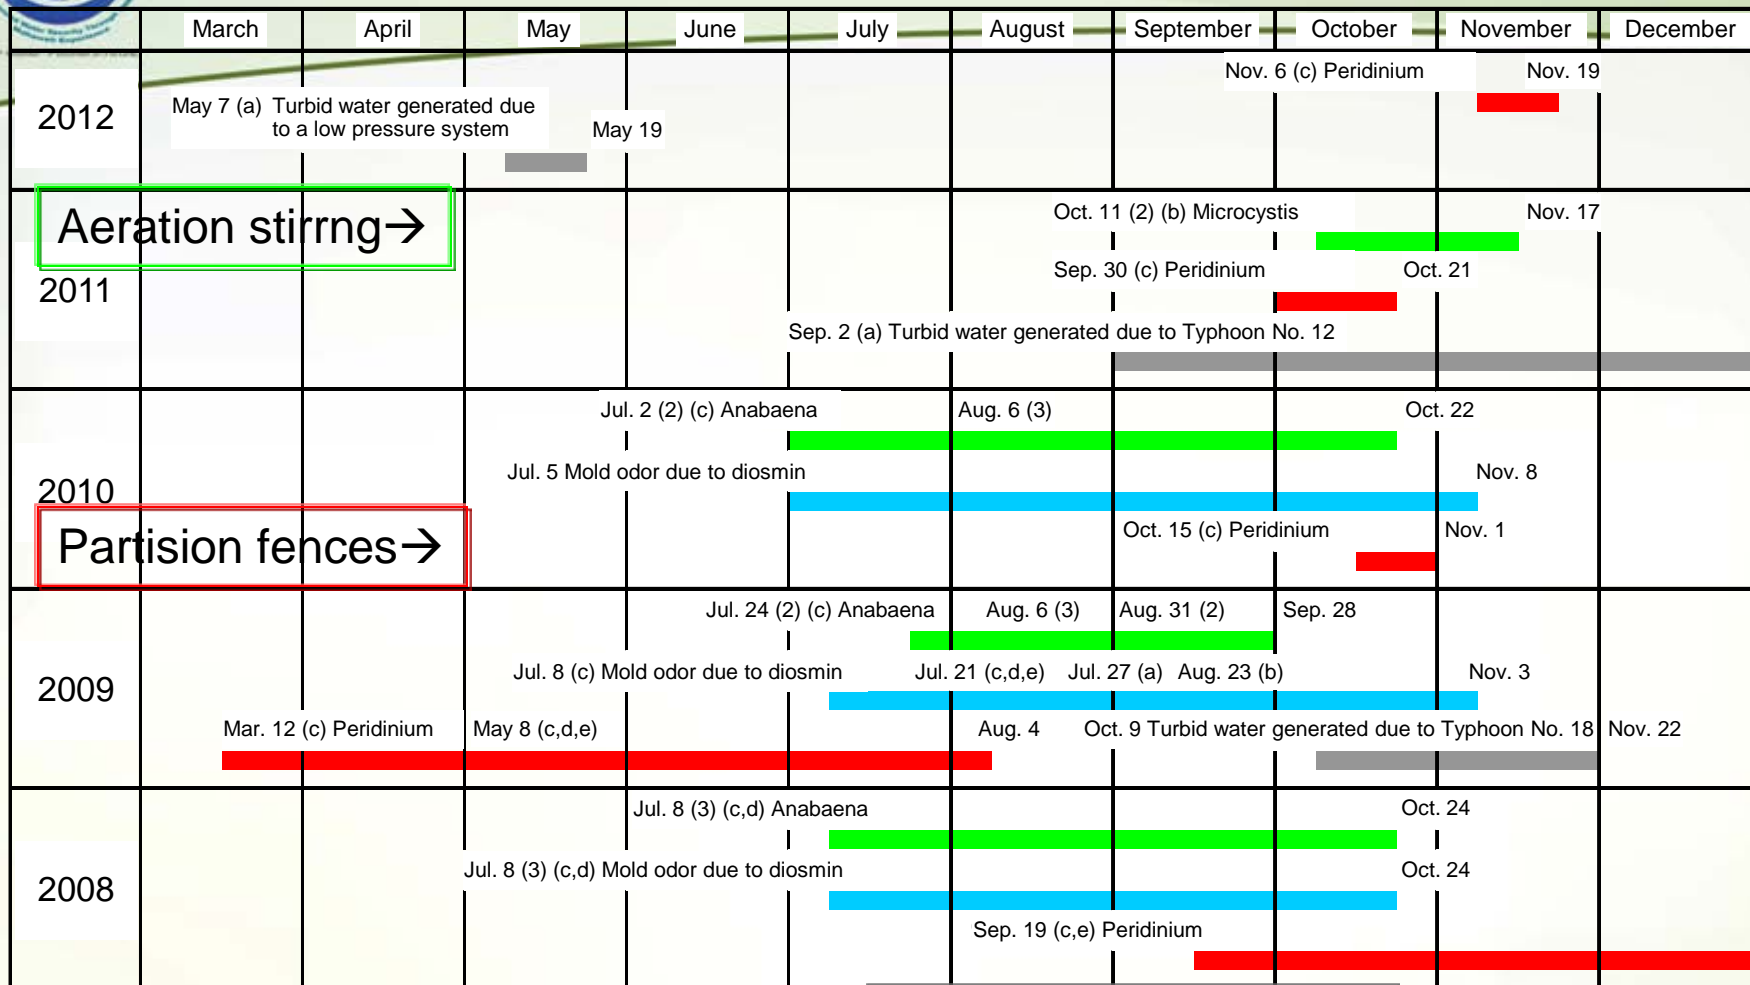 March April May June July August September October November December
2012
Nov. 6 (c) Peridinium Nov. 19
May 7 (a) Turbid water generated due
to a low pressure system
May 19
Aeration stirrng→
2011
Oct. 11 (2) (b) Microcystis Nov. 17
Sep. 30 (c) Peridinium Oct. 21
Sep. 2 (a) Turbid water generated due to Typhoon No. 12
2010
Jul. 2 (2) (c) Anabaena Aug. 6 (3) Oct. 22
Jul. 5 Mold odor due to diosmin Nov. 8
Partision fences→
Oct. 15 (c) Peridinium Nov. 1
2009
Jul. 24 (2) (c) Anabaena Aug. 6 (3) Aug. 31 (2) Sep. 28
Jul. 8 (c) Mold odor due to diosmin Jul. 21 (c,d,e) Jul. 27 (a) Aug. 23 (b) Nov. 3
Mar. 12 (c) Peridinium May 8 (c,d,e) Aug. 4 Oct. 9 Turbid water generated due to Typhoon No. 18 Nov. 22
2008
Jul. 8 (3) (c,d) Anabaena Oct. 24
Jul. 8 (3) (c,d) Mold odor due to diosmin Oct. 24
Sep. 19 (c,e) Peridinium